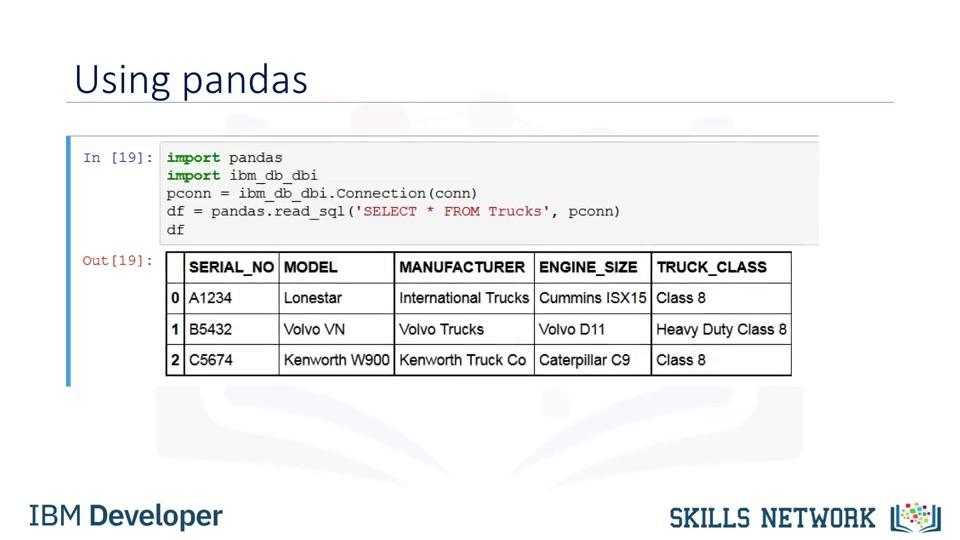 Using pandas
In [19]: import pandas
import ibm_db_dbi
pconn = ibm_db_dbi.Connection(conn)
df = pandas.read_sql('SELECT * FROM Trucks', pconn)
df
Out[19]:
SERIAL_NO MODEL MANUFACTURER ENGINE_SIZE TRUCK_CLASS
0 A1234 Lonestar International Trucks Cummins ISX15 Class 8
1 B5432 Volvo VN Volvo Trucks Volvo D11 Heavy Duty Class 8
2 C5674 Kenworth W900 Kenworth Truck Co Caterpillar C9 Class 8
IBM Developer
SKILLS NETWORK